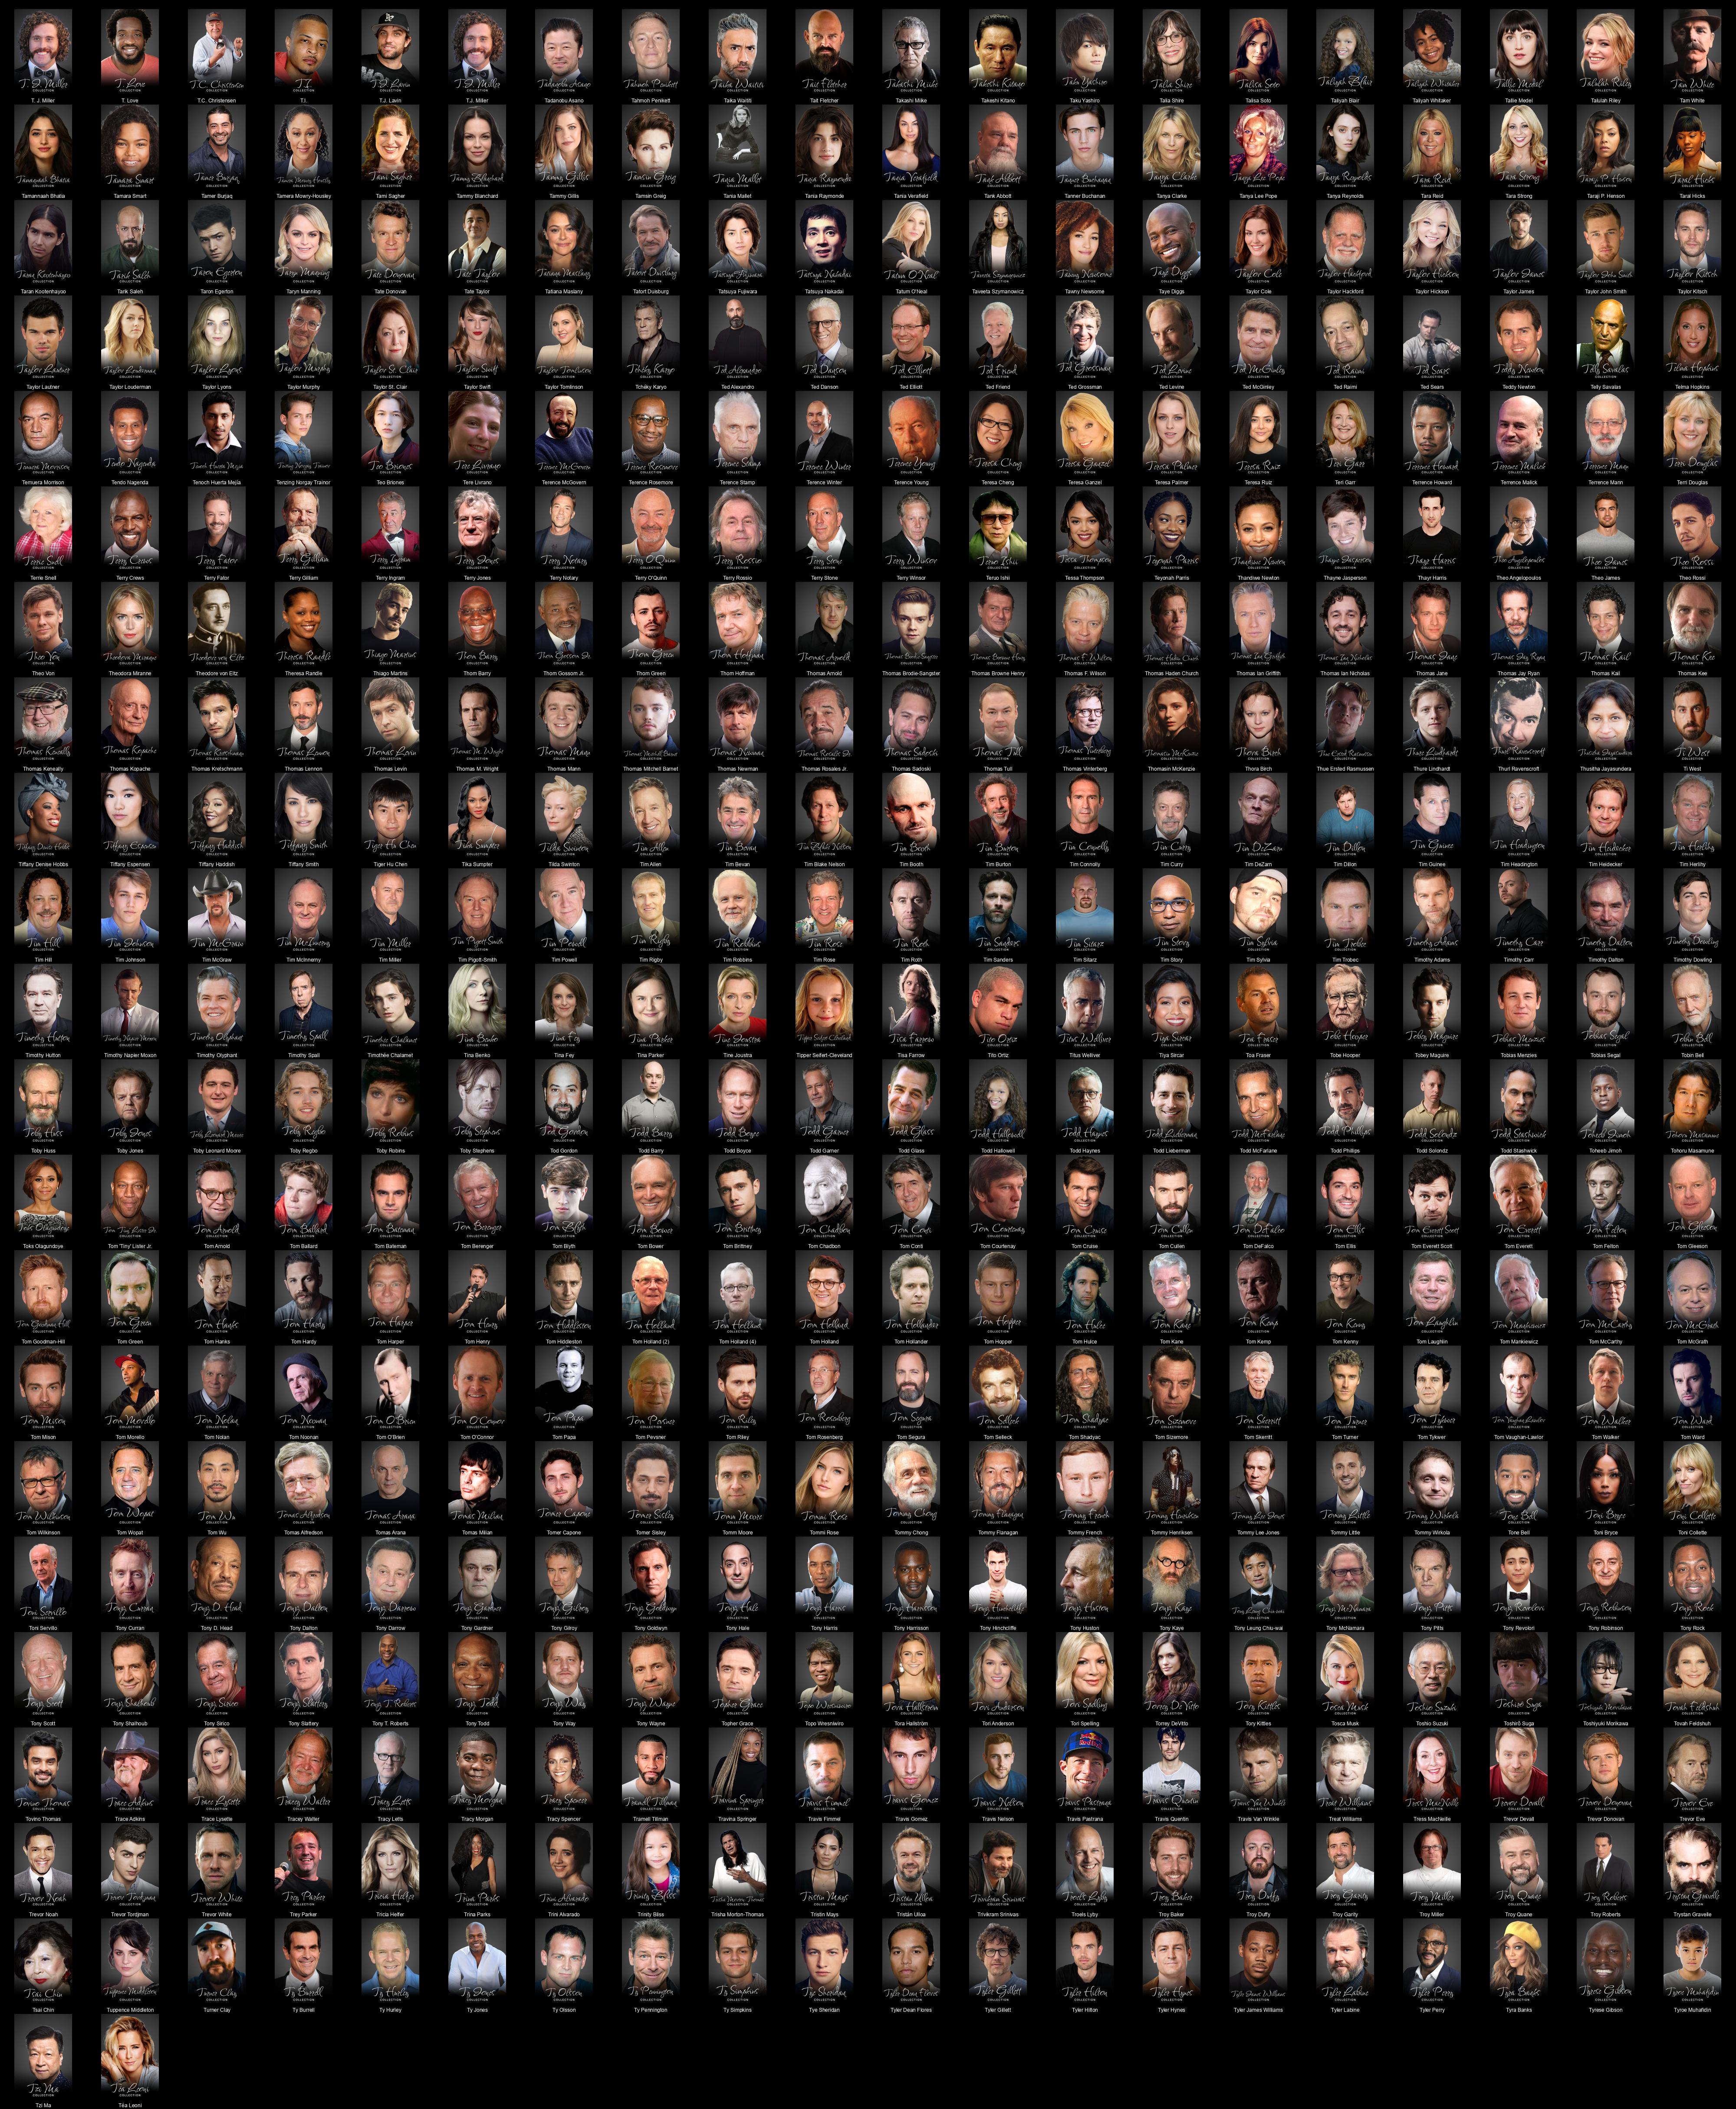 T. J. Miller T. Love T.C. Christensen T.I. T.J. Lavin T.J. Miller Tadanobu Asano Tahmoh Penikett Taika Waititi Tait Fletcher Takashi Miike Takeshi Kitano Taku Yashiro Talia Shire Talisa Soto Taliyah Blair Taliyah Whitaker Tallie Medel Talulah Riley Tam White
Tamannaah Bhatia Tamara Smart Tamer Burjaq Tamera Mowry-Housley Tami Sagher Tammy Blanchard Tammy Gillis Tamsin Greig Tania Mallet Tania Raymonde Tania Verafield Tank Abbott Tanner Buchanan Tanya Clarke Tanya Lee Pope Tanya Reynolds Tara Reid Tara Strong Taraji P. Henson Taral Hicks
Taran Kootenhayoo Tarik Saleh Taron Egerton Taryn Manning Tate Donovan Tate Taylor Tatiana Maslany Tatort Duisburg Tatsuya Fujiwara Tatsuya Nakadai Tatum O'Neal Taveeta Szymanowicz Tawny Newsome Taye Diggs Taylor Cole Taylor Hackford Taylor Hickson Taylor James Taylor John Smith Taylor Kitsch
Taylor Lautner Taylor Louderman Taylor Lyons Taylor Murphy Taylor St. Clair Taylor Swift Taylor Tomlinson Tchéky Karyo Ted Alexandro Ted Danson Ted Elliott Ted Friend Ted Grossman Ted Levine Ted McGinley Ted Raimi Ted Sears Teddy Newton Telly Savalas Telma Hopkins
Temuera Morrison Tendo Nagenda Tenoch Huerta Mejía Tenzing Norgay Trainor Teo Briones Tere Livrano Terence McGovern Terence Rosemore Terence Stamp Terence Winter Terence Young Teresa Cheng Teresa Ganzel Teresa Palmer Teresa Ruiz Teri Garr Terrence Howard Terrence Malick Terrence Mann Terri Douglas
Terrie Snell Terry Crews Terry Fator Terry Gilliam Terry Ingram Terry Jones Terry Notary Terry O'Quinn Terry Rossio Terry Stone Terry Winsor Teruo Ishii Tessa Thompson Teyonah Parris Thandiwe Newton Thayne Jasperson Thayr Harris Theo Angelopoulos Theo James Theo Rossi
Theo Von Theodora Miranne Theodore von Eltz Theresa Randle Thiago Martins Thom Barry Thom Gossom Jr. Thom Green Thom Hoffman Thomas Arnold Thomas Brodie-Sangster Thomas Browne Henry Thomas F. Wilson Thomas Haden Church Thomas Ian Griffith Thomas Ian Nicholas Thomas Jane Thomas Jay Ryan Thomas Kail Thomas Kee
Thomas Keneally Thomas Kopache Thomas Kretschmann Thomas Lennon Thomas Levin Thomas M. Wright Thomas Mann Thomas Mitchell Barnet Thomas Newman Thomas Rosales Jr. Thomas Sadoski Thomas Tull Thomas Vinterberg Thomasin McKenzie Thora Birch Thue Ersted Rasmussen Thure Lindhardt Thurl Ravenscroft Thusitha Jayasundera Ti West
Tiffany Denise Hobbs Tiffany Espensen Tiffany Haddish Tiffany Smith Tiger Hu Chen Tika Sumpter Tilda Swinton Tim Allen Tim Bevan Tim Blake Nelson Tim Booth Tim Burton Tim Connolly Tim Curry Tim DeZarn Tim Dillon Tim Guinee Tim Headington Tim Heidecker Tim Herlihy
Tim Hill Tim Johnson Tim McGraw Tim McInnerny Tim Miller Tim Pigott-Smith Tim Powell Tim Rigby Tim Robbins Tim Rose Tim Roth Tim Sanders Tim Sitarz Tim Story Tim Sylvia Tim Trobec Timothy Adams Timothy Carr Timothy Dalton Timothy Dowling
Timothy Hutton Timothy Napier Moxon Timothy Olyphant Timothy Spall Timothée Chalamet Tina Benko Tina Fey Tina Parker Tine Joustra Tipper Seifert-Cleveland Tisa Farrow Tito Ortiz Titus Welliver Tiya Sircar Toa Fraser Tobe Hooper Tobey Maguire Tobias Menzies Tobias Segal Tobin Bell
Toby Huss Toby Jones Toby Leonard Moore Toby Regbo Toby Robins Toby Stephens Tod Gordon Todd Barry Todd Boyce Todd Garner Todd Glass Todd Hallowell Todd Haynes Todd Lieberman Todd McFarlane Todd Phillips Todd Solondz Todd Stashwick Toheeb Jimoh Tohoru Masamune
Toks Olagundoye Tom 'Tiny' Lister Jr. Tom Arnold Tom Ballard Tom Bateman Tom Berenger Tom Blyth Tom Bower Tom Brittney Tom Chadbon Tom Conti Tom Courtenay Tom Cruise Tom Cullen Tom DeFalco Tom Ellis Tom Everett Scott Tom Everett Tom Felton Tom Gleeson
Tom Goodman-Hill Tom Green Tom Hanks Tom Hardy Tom Harper Tom Henry Tom Hiddleston Tom Holland (2) Tom Holland (4) Tom Holland Tom Hollander Tom Hopper Tom Hulce Tom Kane Tom Kemp Tom Kenny Tom Laughlin Tom Mankiewicz Tom McCarthy Tom McGrath
Tom Mison Tom Morello Tom Nolan Tom Noonan Tom O'Brien Tom O'Connor Tom Papa Tom Pevsner Tom Riley Tom Rosenberg Tom Segura Tom Selleck Tom Shadyac Tom Sizemore Tom Skerritt Tom Turner Tom Tykwer Tom Vaughan-Lawlor Tom Walker Tom Ward
Tom Wilkinson Tom Wopat Tom Wu Tomas Alfredson Tomas Arana Tomas Milian Tomer Capone Tomer Sisley Tomm Moore Tommi Rose Tommy Chong Tommy Flanagan Tommy French Tommy Henriksen Tommy Lee Jones Tommy Little Tommy Wirkola Tone Bell Toni Bryce Toni Collette
Toni Servillo Tony Curran Tony D. Head Tony Dalton Tony Darrow Tony Gardner Tony Gilroy Tony Goldwyn Tony Hale Tony Harris Tony Harrisson Tony Hinchcliffe Tony Huston Tony Kaye Tony Leung Chiu-wai Tony McNamara Tony Pitts Tony Revolori Tony Robinson Tony Rock
Tony Scott Tony Shalhoub Tony Sirico Tony Slattery Tony T. Roberts Tony Todd Tony Way Tony Wayne Topher Grace Topo Wresniwiro Tora Hallström Tori Anderson Tori Spelling Torrey DeVitto Tory Kittles Tosca Musk Toshio Suzuki Toshirô Suga Toshiyuki Morikawa Tovah Feldshuh
Tovino Thomas Trace Adkins Trace Lysette Tracey Walter Tracy Letts Tracy Morgan Tracy Spencer Tramell Tillman Travina Springer Travis Fimmel Travis Gomez Travis Nelson Travis Pastrana Travis Quentin Travis Van Winkle Treat Williams Tress MacNeille Trevor Devall Trevor Donovan Trevor Eve
Trevor Noah Trevor Tordjman Trevor White Trey Parker Tricia Helfer Trina Parks Trini Alvarado Trinity Bliss Trisha Morton-Thomas Tristin Mays Tristán Ulloa Trivikram Srinivas Troels Lyby Troy Baker Troy Duffy Troy Garity Troy Miller Troy Quane Troy Roberts Trystan Gravelle
Tsai Chin Tuppence Middleton Turner Clay Ty Burrell Ty Hurley Ty Jones Ty Olsson Ty Pennington Ty Simpkins Tye Sheridan Tyler Dean Flores Tyler Gillett Tyler Hilton Tyler Hynes Tyler James Williams Tyler Labine Tyler Perry Tyra Banks Tyrese Gibson Tyroe Muhafidin
Tzi Ma Téa Leoni